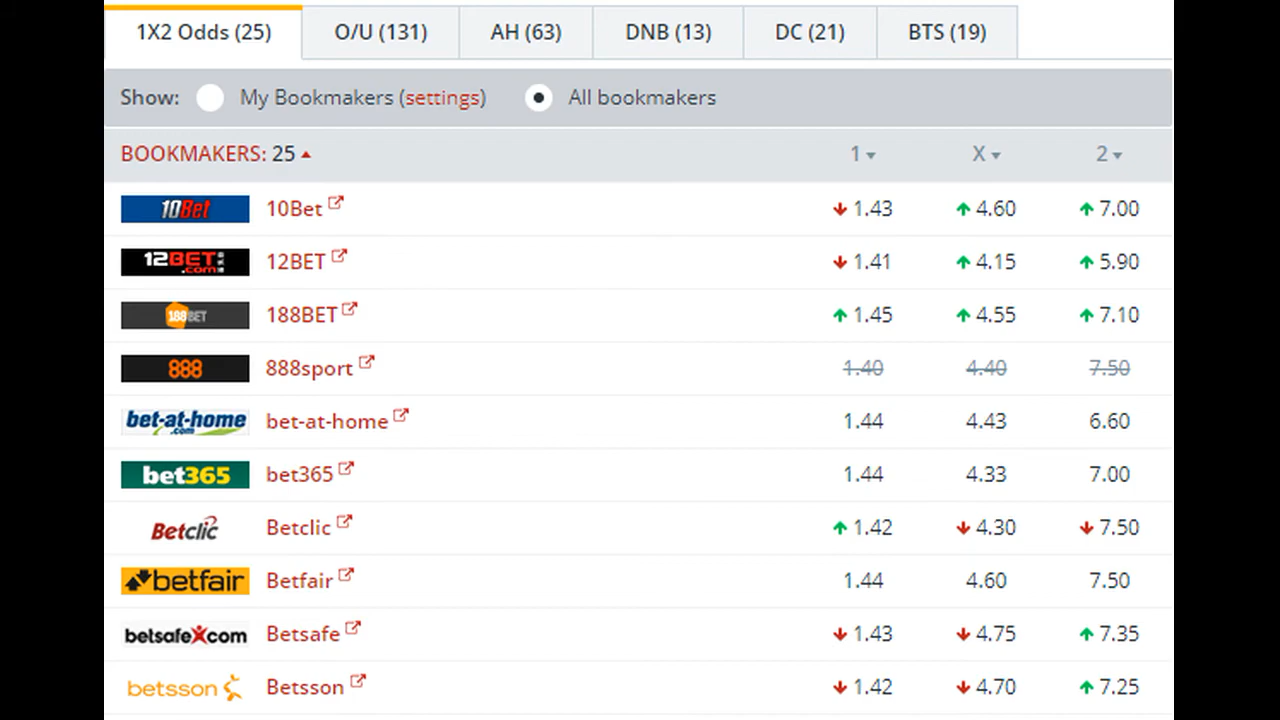 1X2 Odds (25) O/U (131) AH (63) DNB (13) DC (21) BTS (19)
Show: My Bookmakers (settings) All bookmakers
BOOKMAKERS: 25 1 X 2
10Bet 10Bet 1.43 4.60 7.00
12BET.com 12BET 1.41 4.15 5.90
188BET 188BET 1.45 4.55 7.10
888 888sport 1.40 4.40 7.50
bet-at-home.com bet-at-home 1.44 4.43 6.60
bet365 bet365 1.44 4.33 7.00
Betclic Betclic 1.42 4.30 7.50
betfair Betfair 1.44 4.60 7.50
betsafe.com Betsafe 1.43 4.75 7.35
betsson Betsson 1.42 4.70 7.25